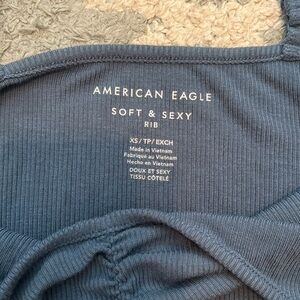 AMERICAN EAGLE
SOFT & SEXY
RIB
XS/TP/EXCH
Made in Vietnam
Fabriqué au Vietnam
Hecho en Vietnam
DOUX ET SEXY
TISSU CÔTELÉ